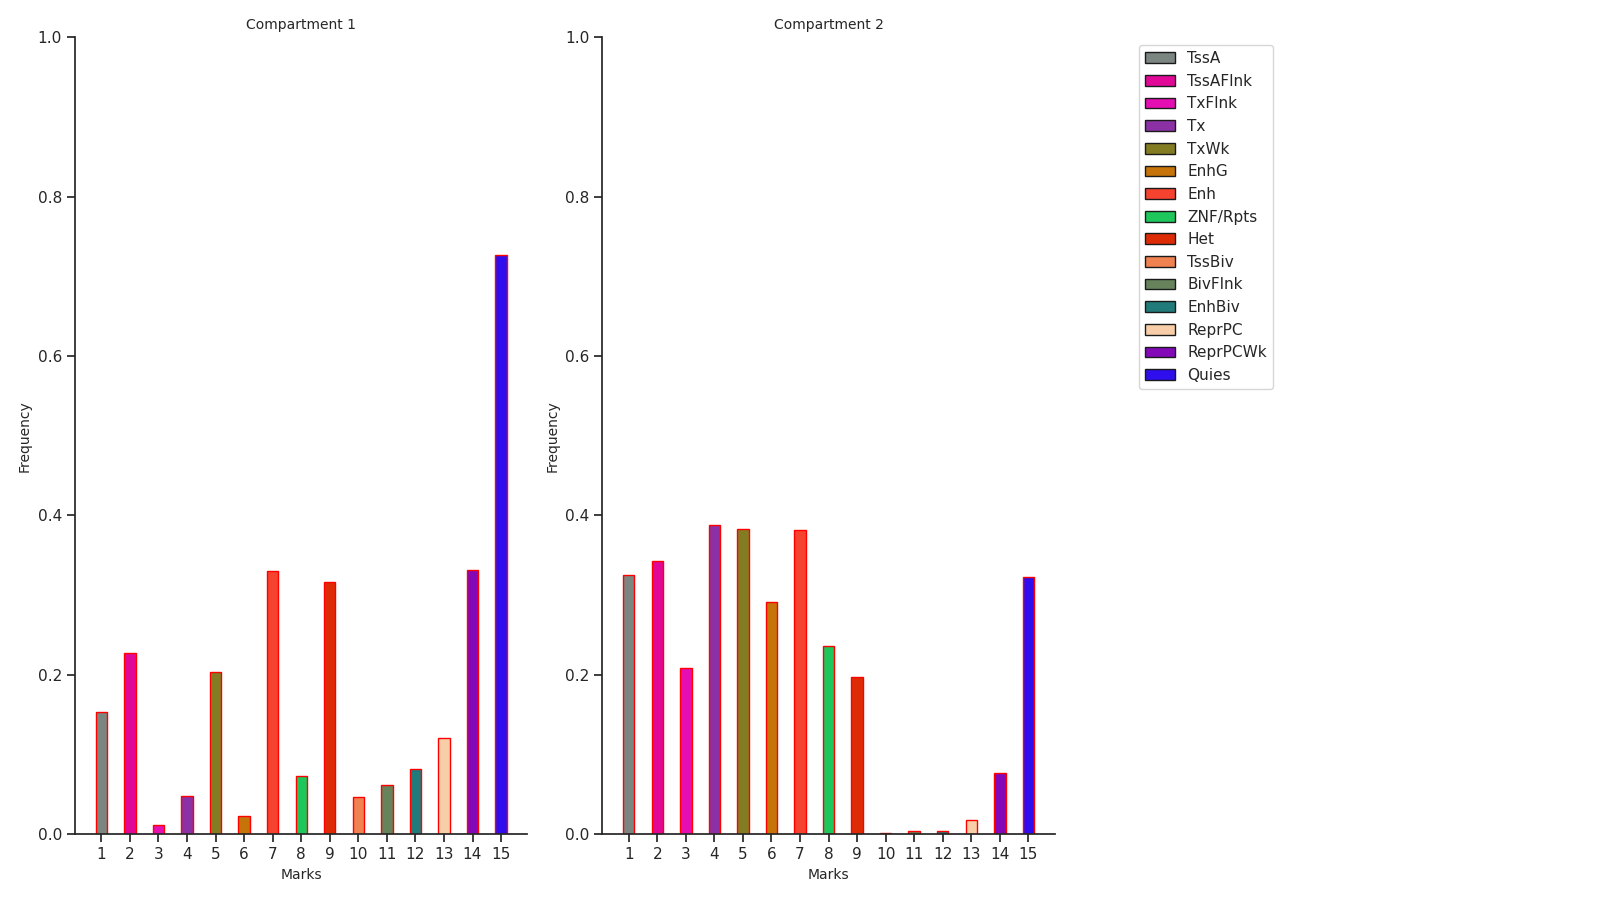 Compartment 1
1.0
0.8
0.6
0.4
0.2
0.0
Frequency
1 2 3 4 5 6 7 8 9 10 11 12 13 14 15
Marks
Compartment 2
1.0
0.8
0.6
0.4
0.2
0.0
Frequency
1 2 3 4 5 6 7 8 9 10 11 12 13 14 15
Marks
TssA
TssAFlnk
TxFlnk
Tx
TxWk
EnhG
Enh
ZNF/Rpts
Het
TssBiv
BivFlnk
EnhBiv
ReprPC
ReprPCWk
Quies